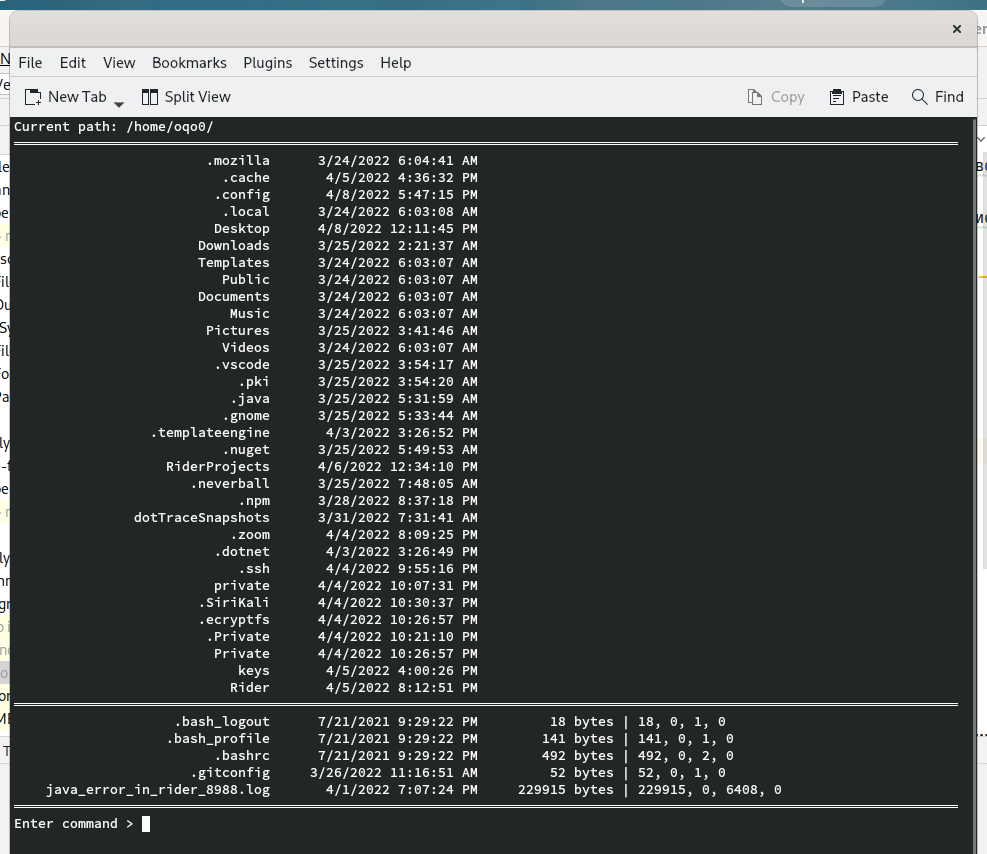 File Edit View Bookmarks Plugins Settings Help
New Tab Split View Copy Paste Find
Current path: /home/oqo0/
.mozilla 3/24/2022 6:04:41 AM
.cache 4/5/2022 4:36:32 PM
.config 4/8/2022 5:47:15 PM
.local 3/24/2022 6:03:08 AM
Desktop 4/8/2022 12:11:45 PM
Downloads 3/25/2022 2:21:37 AM
Templates 3/24/2022 6:03:07 AM
Public 3/24/2022 6:03:07 AM
Documents 3/24/2022 6:03:07 AM
Music 3/24/2022 6:03:07 AM
Pictures 3/25/2022 3:41:46 AM
Videos 3/24/2022 6:03:07 AM
.vscode 3/25/2022 3:54:17 AM
.pki 3/25/2022 3:54:20 AM
.java 3/25/2022 5:31:59 AM
.gnome 3/25/2022 5:33:44 AM
.templateengine 4/3/2022 3:26:52 PM
.nuget 3/25/2022 5:49:53 AM
RiderProjects 4/6/2022 12:34:10 PM
.neverball 3/25/2022 7:48:05 AM
.npm 3/28/2022 8:37:18 PM
dotTraceSnapshots 3/31/2022 7:31:41 AM
.zoom 4/4/2022 8:09:25 PM
.dotnet 4/3/2022 3:26:49 PM
.ssh 4/4/2022 9:55:16 PM
private 4/4/2022 10:07:31 PM
.SiriKali 4/4/2022 10:30:37 PM
.ecryptfs 4/4/2022 10:26:57 PM
.Private 4/4/2022 10:21:10 PM
Private 4/4/2022 10:26:57 PM
keys 4/5/2022 4:00:26 PM
Rider 4/5/2022 8:12:51 PM
.bash_logout 7/21/2021 9:29:22 PM 18 bytes | 18, 0, 1, 0
.bash_profile 7/21/2021 9:29:22 PM 141 bytes | 141, 0, 1, 0
.bashrc 7/21/2021 9:29:22 PM 492 bytes | 492, 0, 2, 0
.gitconfig 3/26/2022 11:16:51 AM 52 bytes | 52, 0, 1, 0
java_error_in_rider_8988.log 4/1/2022 7:07:24 PM 229915 bytes | 229915, 0, 6408, 0
Enter command >